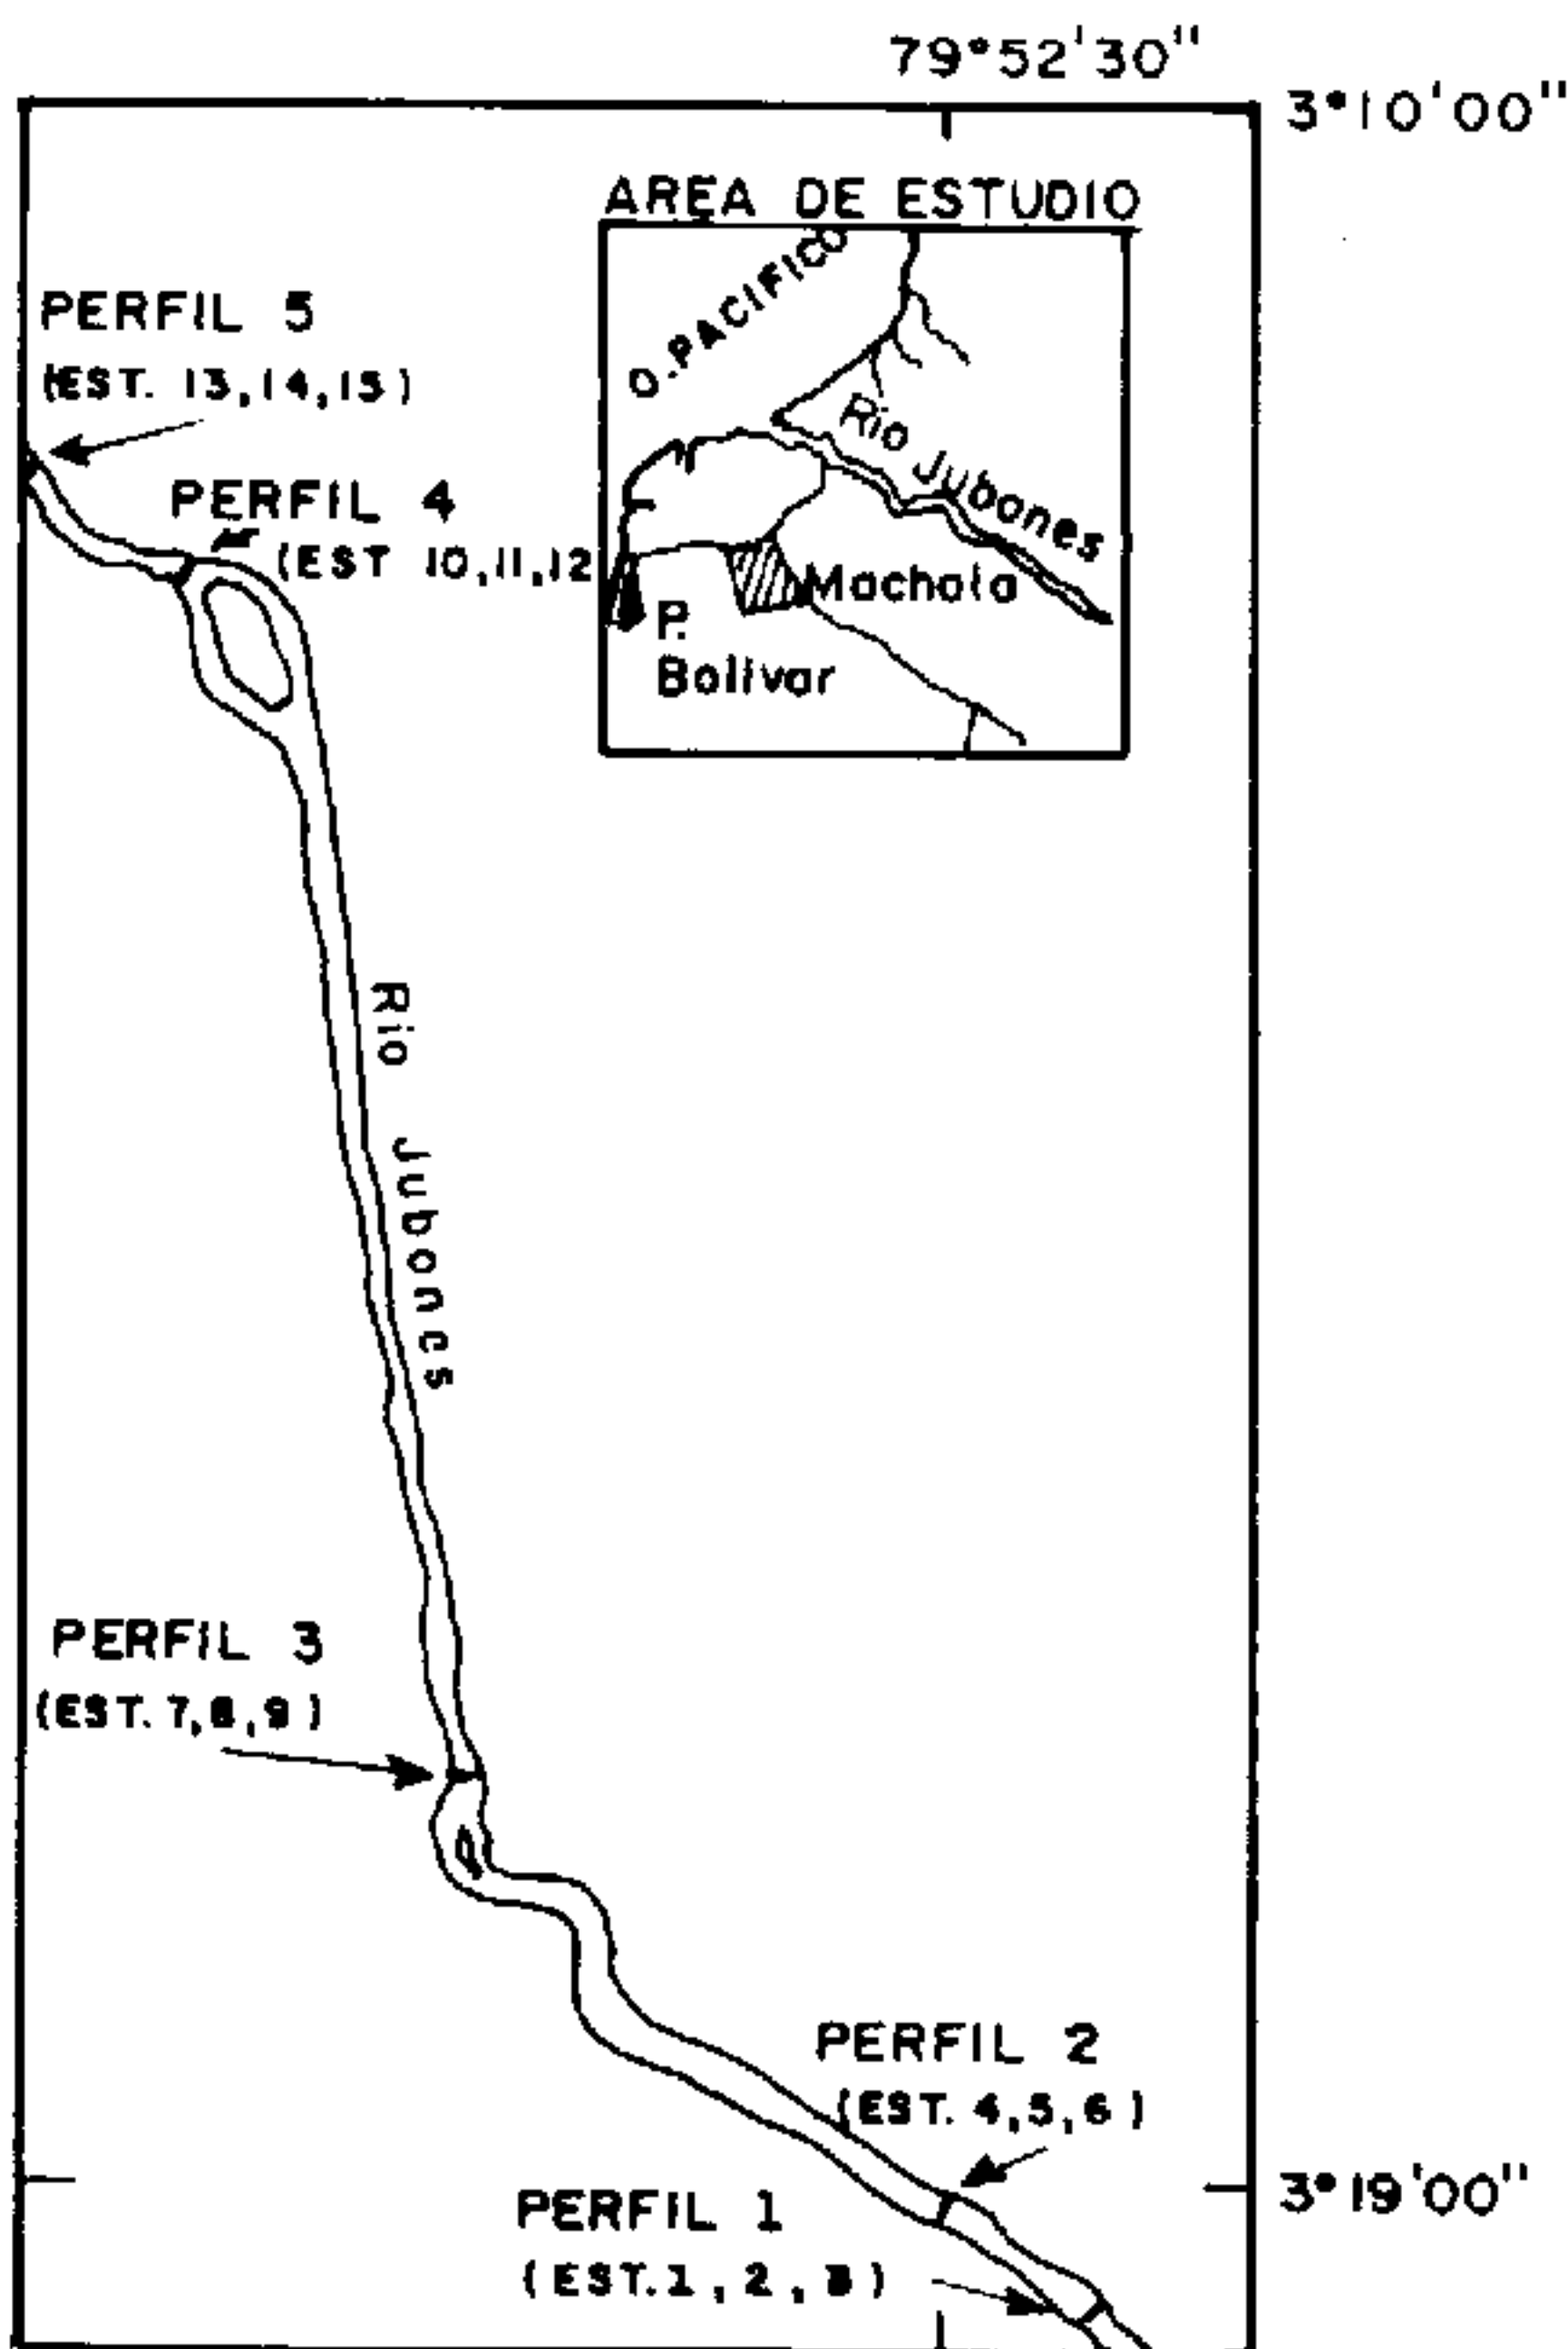 79°52'30"
3°10'00"
AREA DE ESTUDIO
O. PACIFICO
Rio Jubones
Machala
P.
Bolivar
PERFIL 5
(EST. 13,14,15)
PERFIL 4
(EST 10,11,12
Rio Jubones
PERFIL 3
(EST. 7,8,9)
PERFIL 2
(EST. 4,5,6)
3°19'00"
PERFIL 1
(EST. 1, 2, 3)